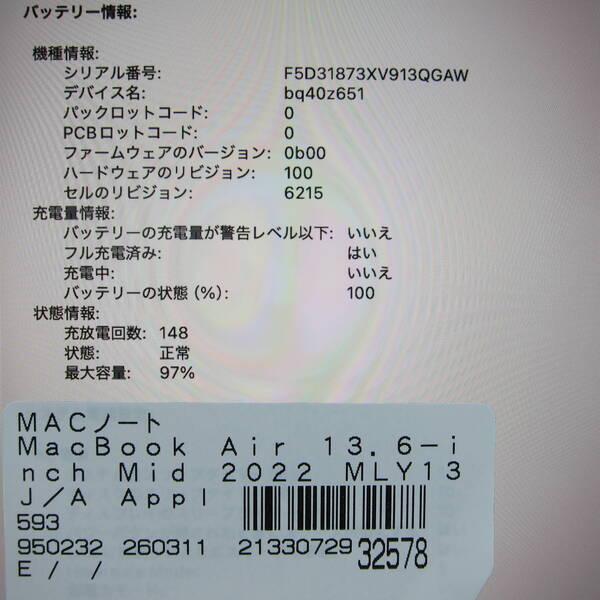 バッテリー情報:
機種情報:
シリアル番号: F5D31873XV913QGAW
デバイス名: bq40z651
パックロットコード: 0
PCBロットコード: 0
ファームウェアのバージョン: 0b00
ハードウェアのリビジョン: 100
セルのリビジョン: 6215
充電量情報:
バッテリーの充電量が警告レベル以下: いいえ
フル充電済み: はい
充電中: いいえ
バッテリーの状態 (%): 100
状態情報:
充放電回数: 148
状態: 正常
最大容量: 97%
MACノート
MacBook Air 13.6-i
nch Mid 2022 MLY13
J/A Appl
593
950232 260311 21330729 32578
E / /